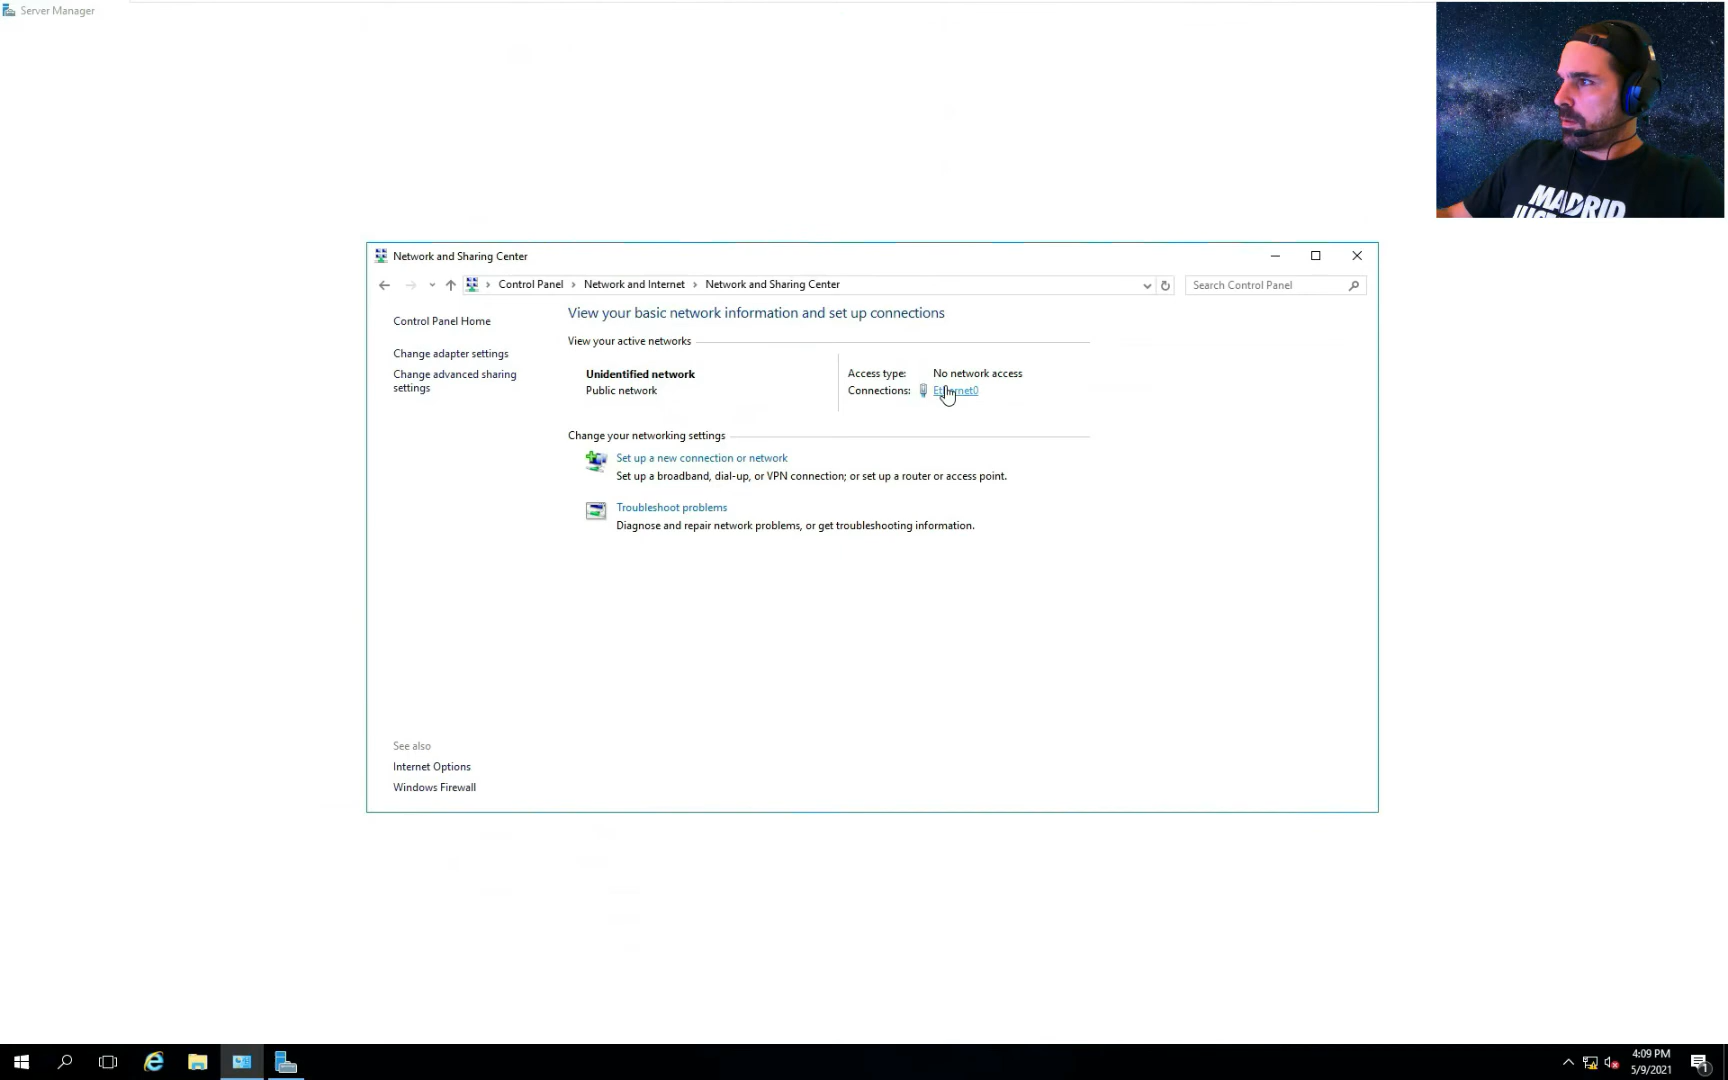 Server Manager
MADRID
Network and Sharing Center
Control Panel
Network and Internet
Network and Sharing Center
Search Control Panel
Control Panel Home
Change adapter settings
Change advanced sharing
settings
View your basic network information and set up connections
View your active networks
Unidentified network
Public network
Access type: No network access
Connections: Ethernet0
Change your networking settings
Set up a new connection or network
Set up a broadband, dial-up, or VPN connection; or set up a router or access point.
Troubleshoot problems
Diagnose and repair network problems, or get troubleshooting information.
See also
Internet Options
Windows Firewall
4:09 PM
5/9/2021
1